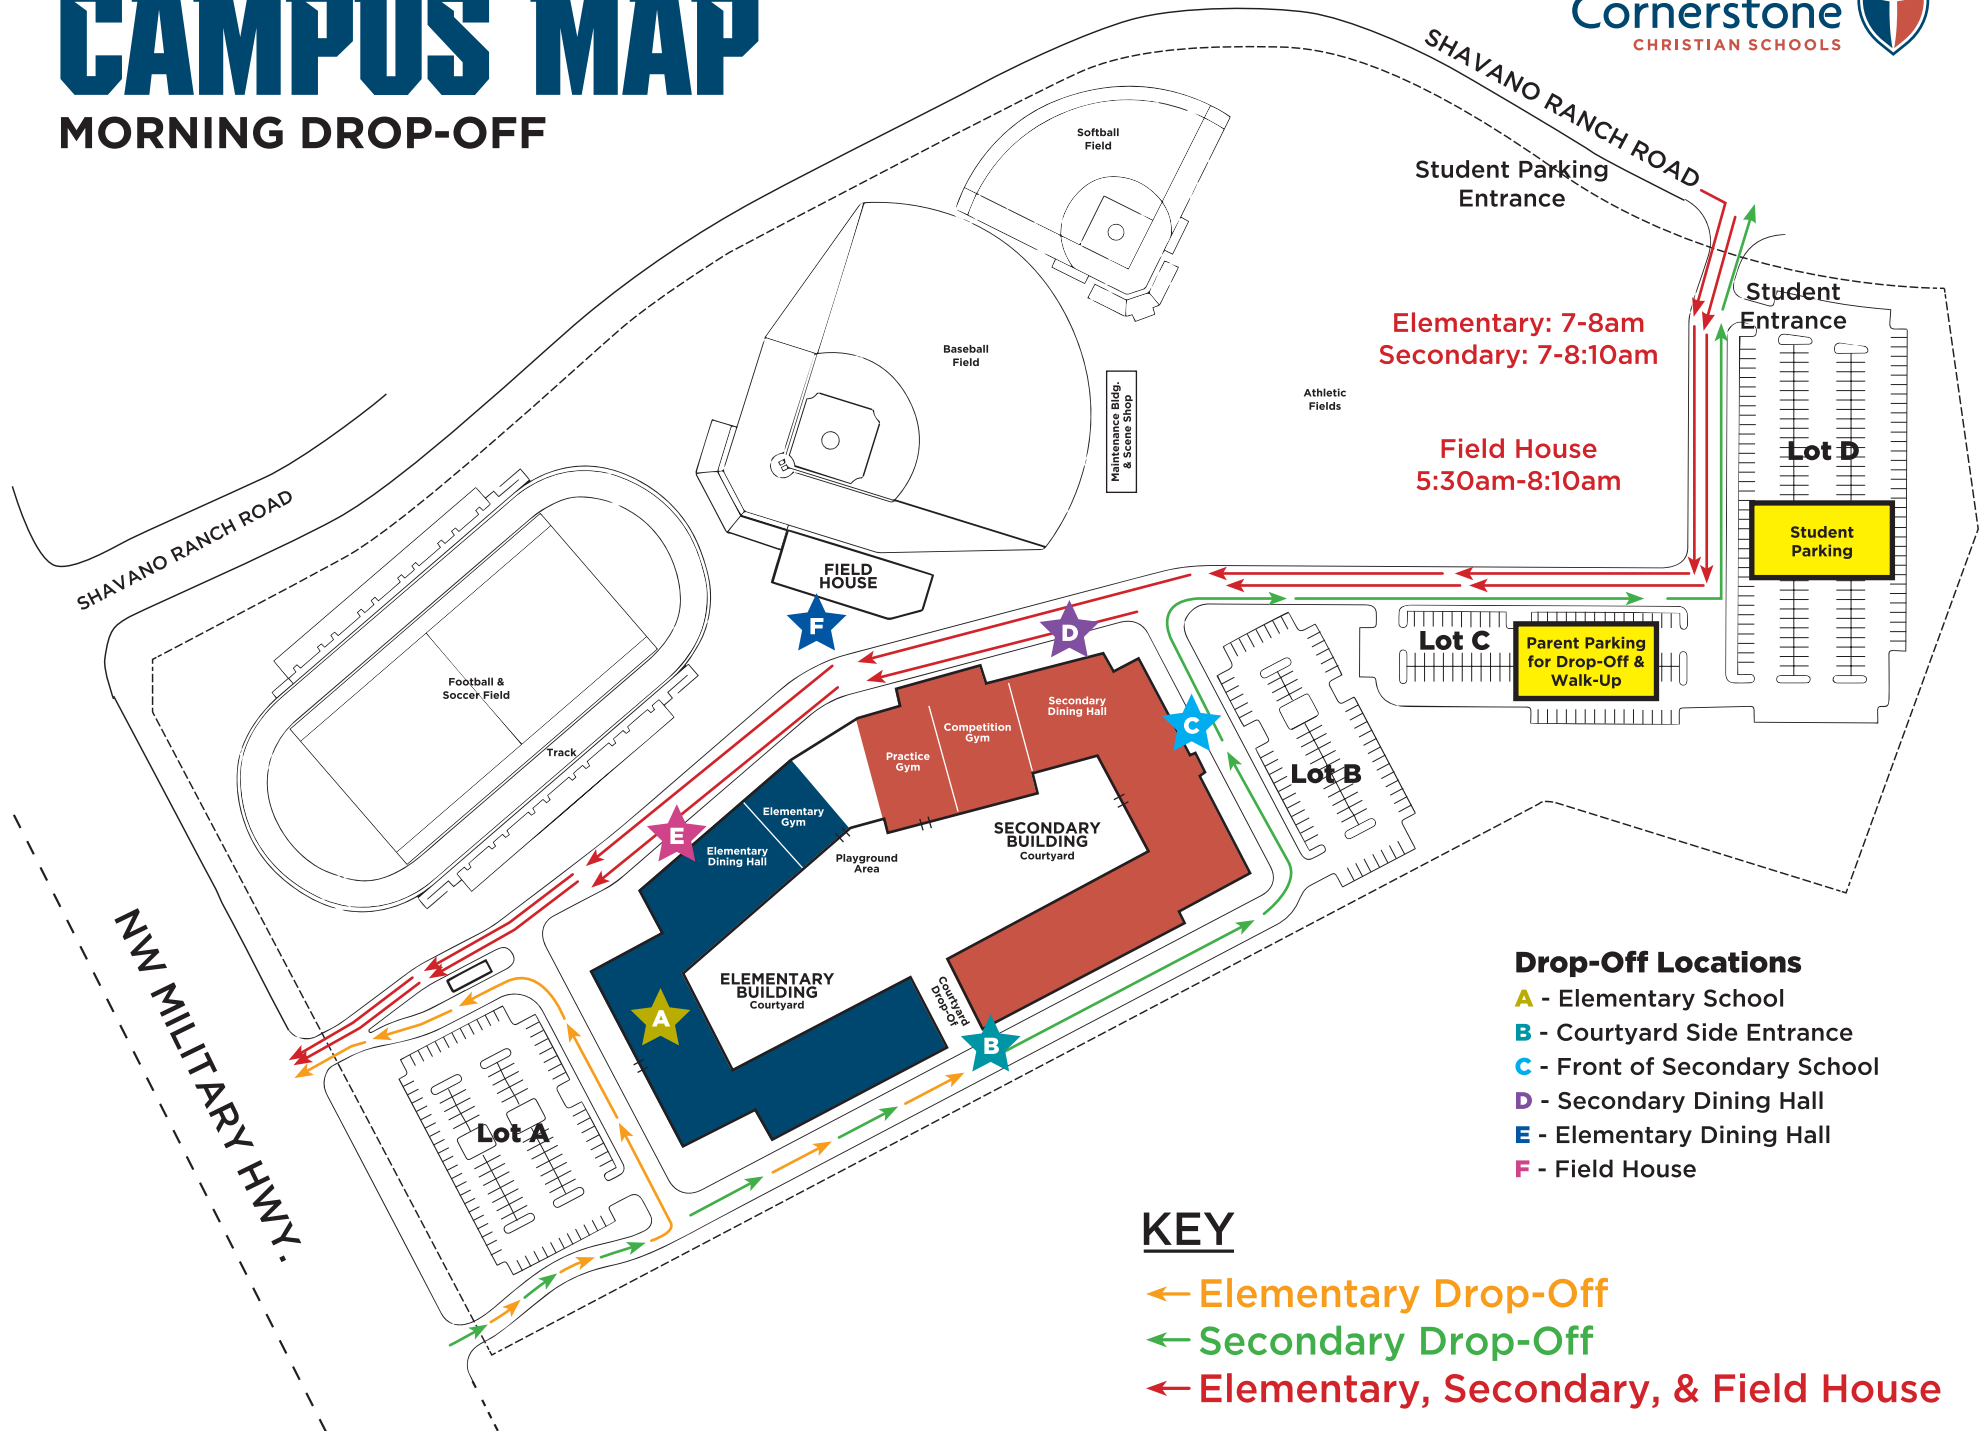 CAMPUS MAP
MORNING DROP-OFF
Cornerstone
CHRISTIAN SCHOOLS
SHAVANO RANCH ROAD
Softball
Field
Student Parking
Entrance
Student
Entrance
Elementary: 7-8am
Secondary: 7-8:10am
Baseball
Field
Maintenance Bldg.
& Scene Shop
Athletic
Fields
Field House
5:30am-8:10am
Lot D
Student
Parking
SHAVANO RANCH ROAD
FIELD
HOUSE
F
D
Lot C
Parent Parking
for Drop-Off &
Walk-Up
Football &
Soccer Field
Track
Secondary
Dining Hall
Competition
Gym
Practice
Gym
C
Lot B
Elementary
Gym
Elementary
Dining Hall
E
Playground
Area
SECONDARY
BUILDING
Courtyard
NW MILITARY HWY.
ELEMENTARY
BUILDING
Courtyard
Courtyard
Drop-Of
A
B
Lot A
Drop-Off Locations
A - Elementary School
B - Courtyard Side Entrance
C - Front of Secondary School
D - Secondary Dining Hall
E - Elementary Dining Hall
F - Field House
KEY
Elementary Drop-Off
Secondary Drop-Off
Elementary, Secondary, & Field House